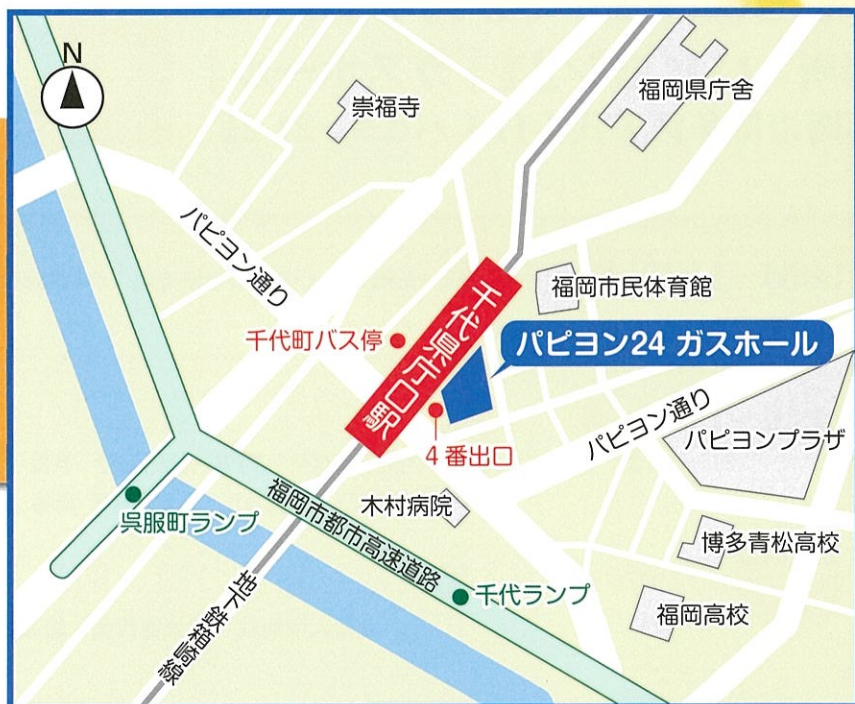 N
崇福寺
福岡県庁舎
パピヨン通り
福岡市民体育館
千代町バス停
千代県庁口駅
パピヨン24 ガスホール
パピヨン通り
パピヨンプラザ
4番出口
木村病院
福岡市都市高速道路
呉服町ランプ
博多青松高校
千代ランプ
福岡高校
地下鉄箱崎線